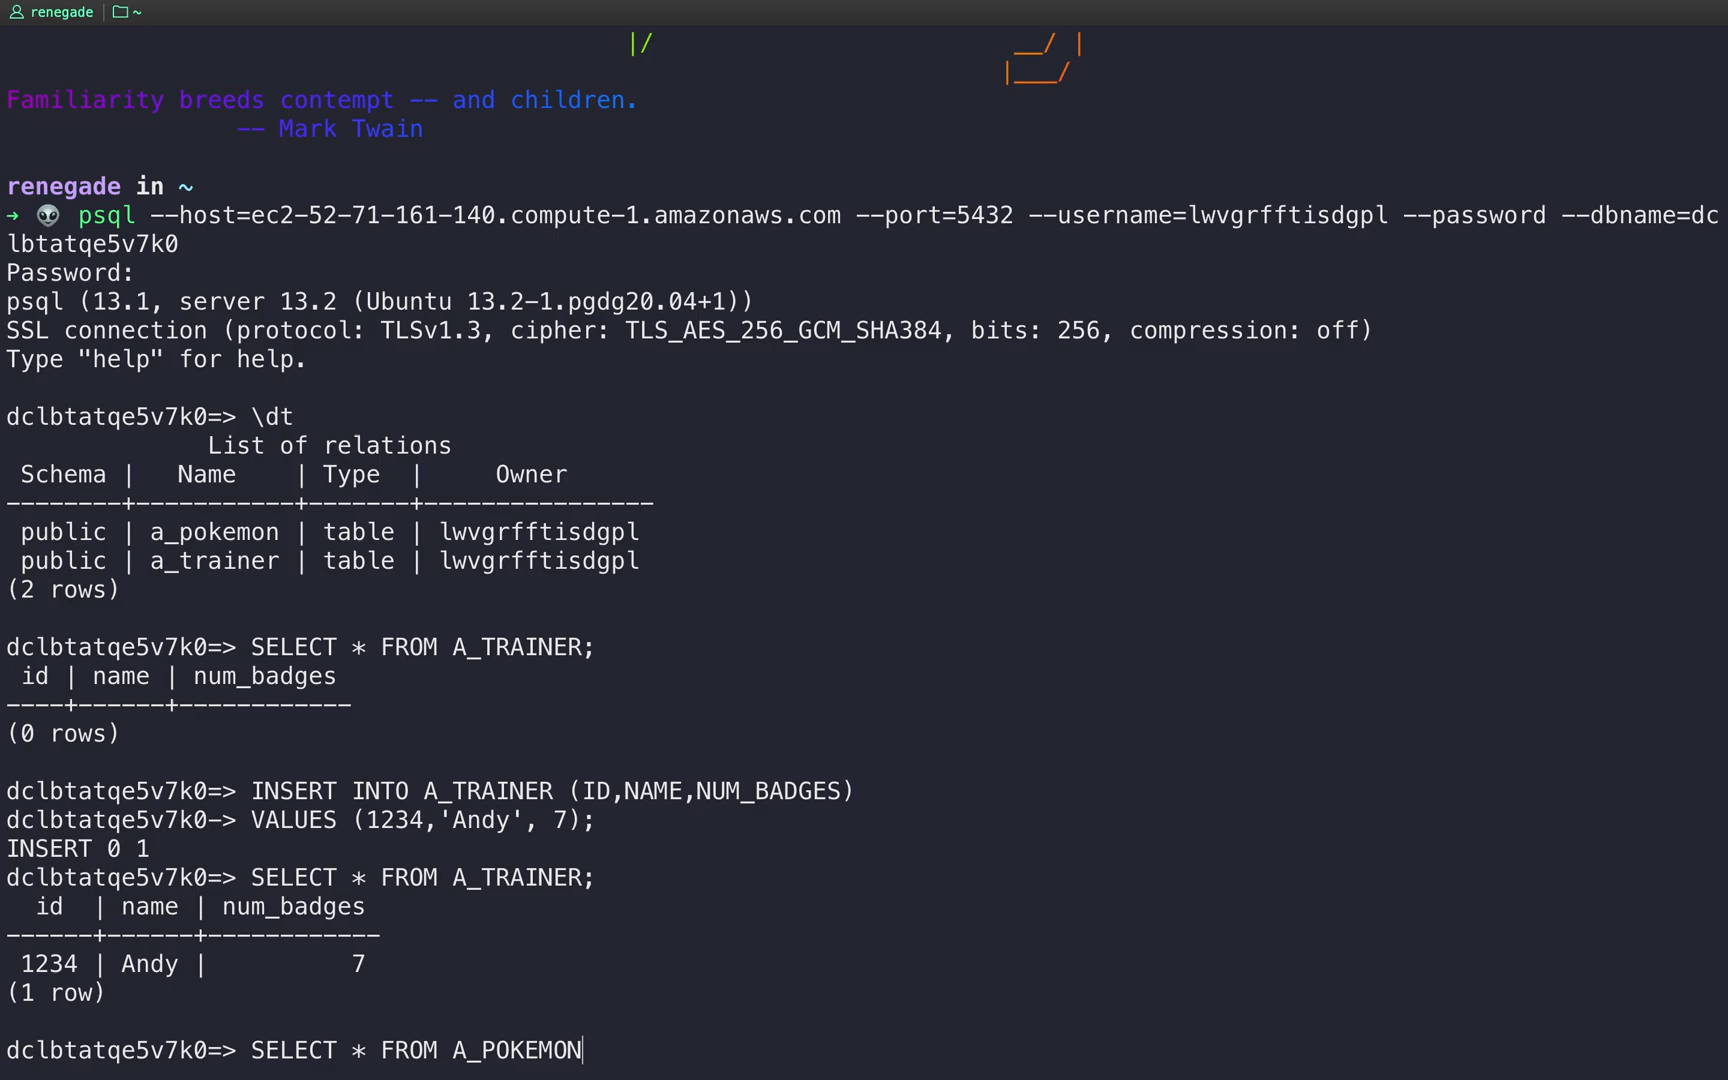 renegade | ~
|/ __/ |
|___/
Familiarity breeds contempt -- and children.
-- Mark Twain
renegade in ~
→ 👽 psql --host=ec2-52-71-161-140.compute-1.amazonaws.com --port=5432 --username=lwvgrfftisdgpl --password --dbname=dc
lbtatqe5v7k0
Password:
psql (13.1, server 13.2 (Ubuntu 13.2-1.pgdg20.04+1))
SSL connection (protocol: TLSv1.3, cipher: TLS_AES_256_GCM_SHA384, bits: 256, compression: off)
Type "help" for help.
dclbtatqe5v7k0=> \dt
List of relations
Schema | Name | Type | Owner
--------+-----------+-------+----------------
public | a_pokemon | table | lwvgrfftisdgpl
public | a_trainer | table | lwvgrfftisdgpl
(2 rows)
dclbtatqe5v7k0=> SELECT * FROM A_TRAINER;
id | name | num_badges
----+------+------------
(0 rows)
dclbtatqe5v7k0=> INSERT INTO A_TRAINER (ID,NAME,NUM_BADGES)
dclbtatqe5v7k0-> VALUES (1234,'Andy', 7);
INSERT 0 1
dclbtatqe5v7k0=> SELECT * FROM A_TRAINER;
id | name | num_badges
------+------+------------
1234 | Andy | 7
(1 row)
dclbtatqe5v7k0=> SELECT * FROM A_POKEMON